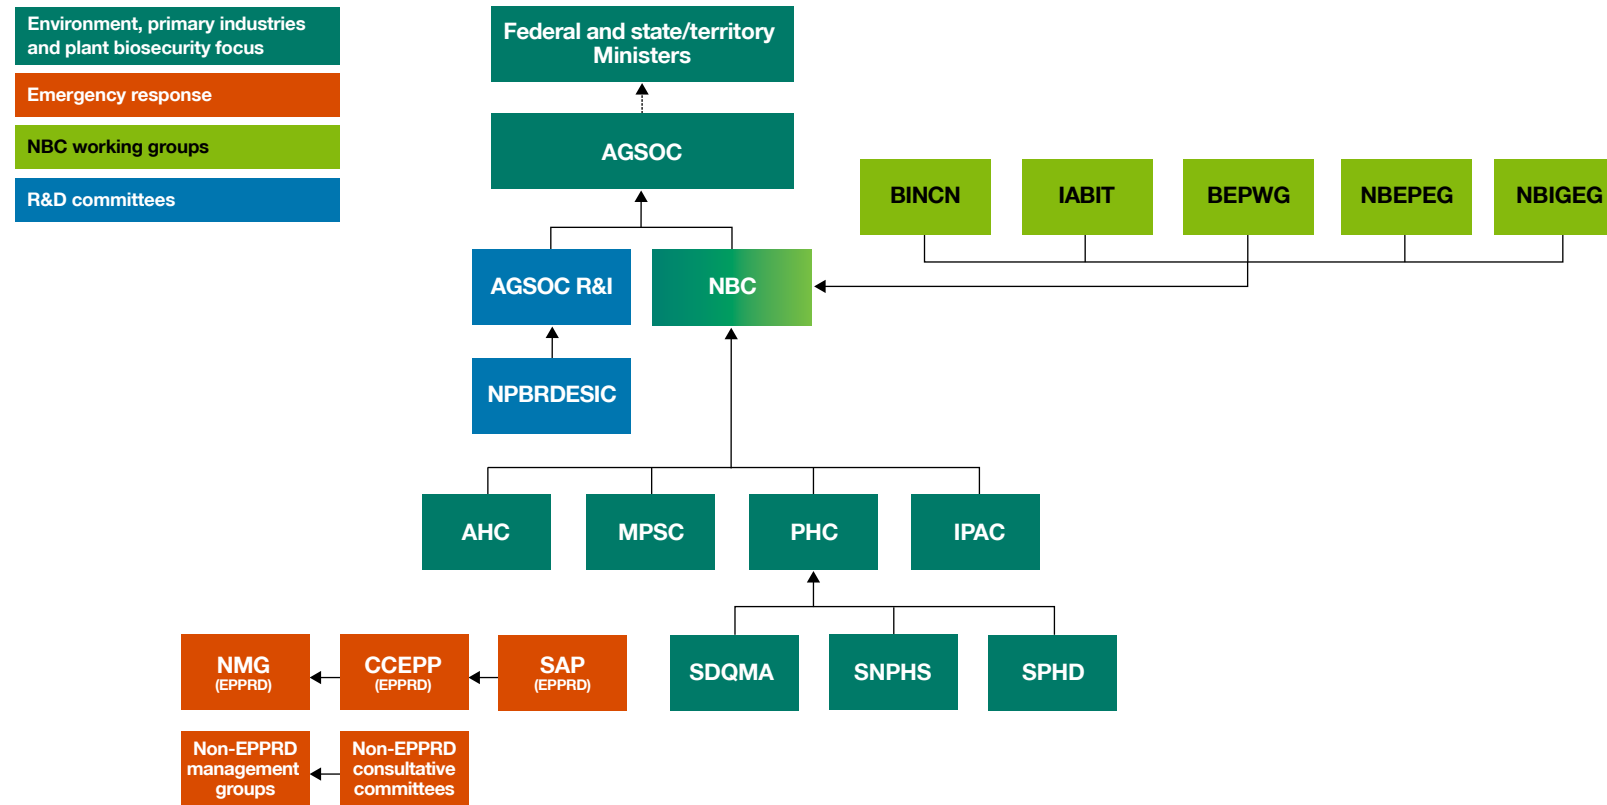 Environment, primary industries
and plant biosecurity focus
Emergency response
NBC working groups
R&D committees
Federal and state/territory
Ministers
AGSOC
BINCN
IABIT
BEPWG
NBEPEG
NBIGEG
AGSOC R&I
NBC
NPBRDESIC
AHC
MPSC
PHC
IPAC
SDQMA
SNPHS
SPHD
NMG
(EPPRD)
CCEPP
(EPPRD)
SAP
(EPPRD)
Non-EPPRD
management
groups
Non-EPPRD
consultative
committees